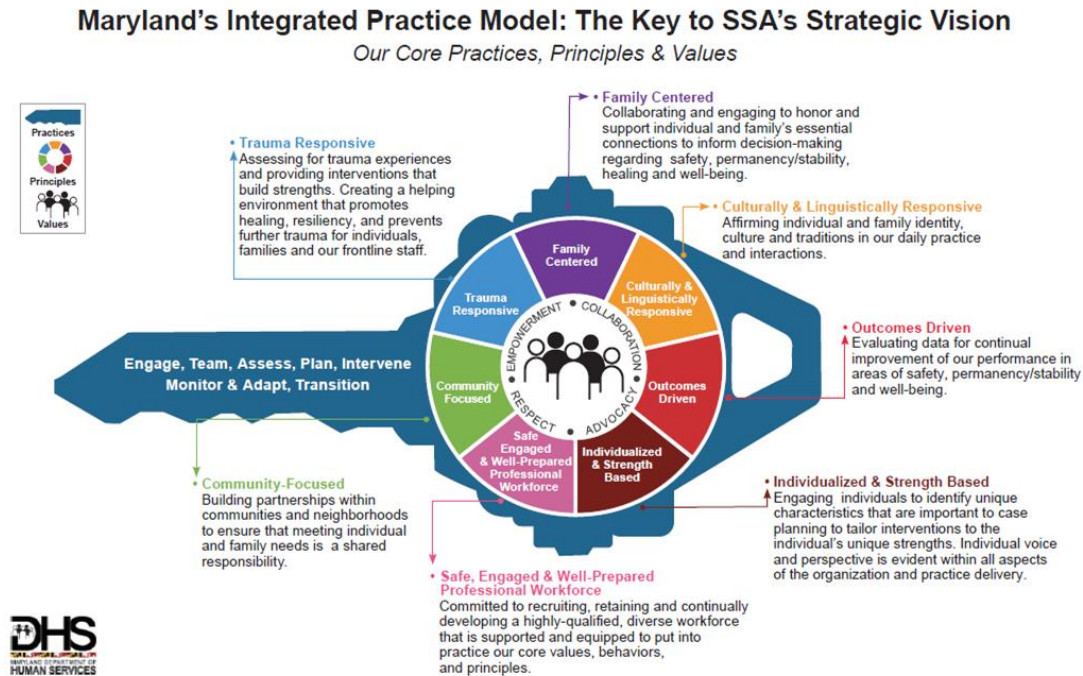 Maryland's Integrated Practice Model: The Key to SSA's Strategic Vision
Our Core Practices, Principles & Values
Practices
Principles
Values
• Trauma Responsive
Assessing for trauma experiences
and providing interventions that
build strengths. Creating a helping
environment that promotes
healing, resiliency, and prevents
further trauma for individuals,
families and our frontline staff.
• Family Centered
Collaborating and engaging to honor and
support individual and family's essential
connections to inform decision-making
regarding safety, permanency/stability,
healing and well-being.
• Culturally & Linguistically Responsive
Affirming individual and family identity,
culture and traditions in our daily practice
and interactions.
• Outcomes Driven
Evaluating data for continual
improvement of our performance in
areas of safety, permanency/stability
and well-being.
Engage, Team, Assess, Plan, Intervene
Monitor & Adapt, Transition
Family
Centered
Culturally &
Linguistically
Responsive
Outcomes
Driven
Individualized
& Strength
Based
Safe
Engaged
& Well-Prepared
Professional
Workforce
Community
Focused
Trauma
Responsive
EMPOWERMENT • COLLABORATION • ADVOCACY • RESPECT •
• Community-Focused
Building partnerships within
communities and neighborhoods
to ensure that meeting individual
and family needs is a shared
responsibility.
• Safe, Engaged & Well-Prepared
Professional Workforce
Committed to recruiting, retaining and continually
developing a highly-qualified, diverse workforce
that is supported and equipped to put into
practice our core values, behaviors,
and principles.
• Individualized & Strength Based
Engaging individuals to identify unique
characteristics that are important to case
planning to tailor interventions to the
individual's unique strengths. Individual voice
and perspective is evident within all aspects
of the organization and practice delivery.
DHS
MARYLAND DEPARTMENT OF
HUMAN SERVICES